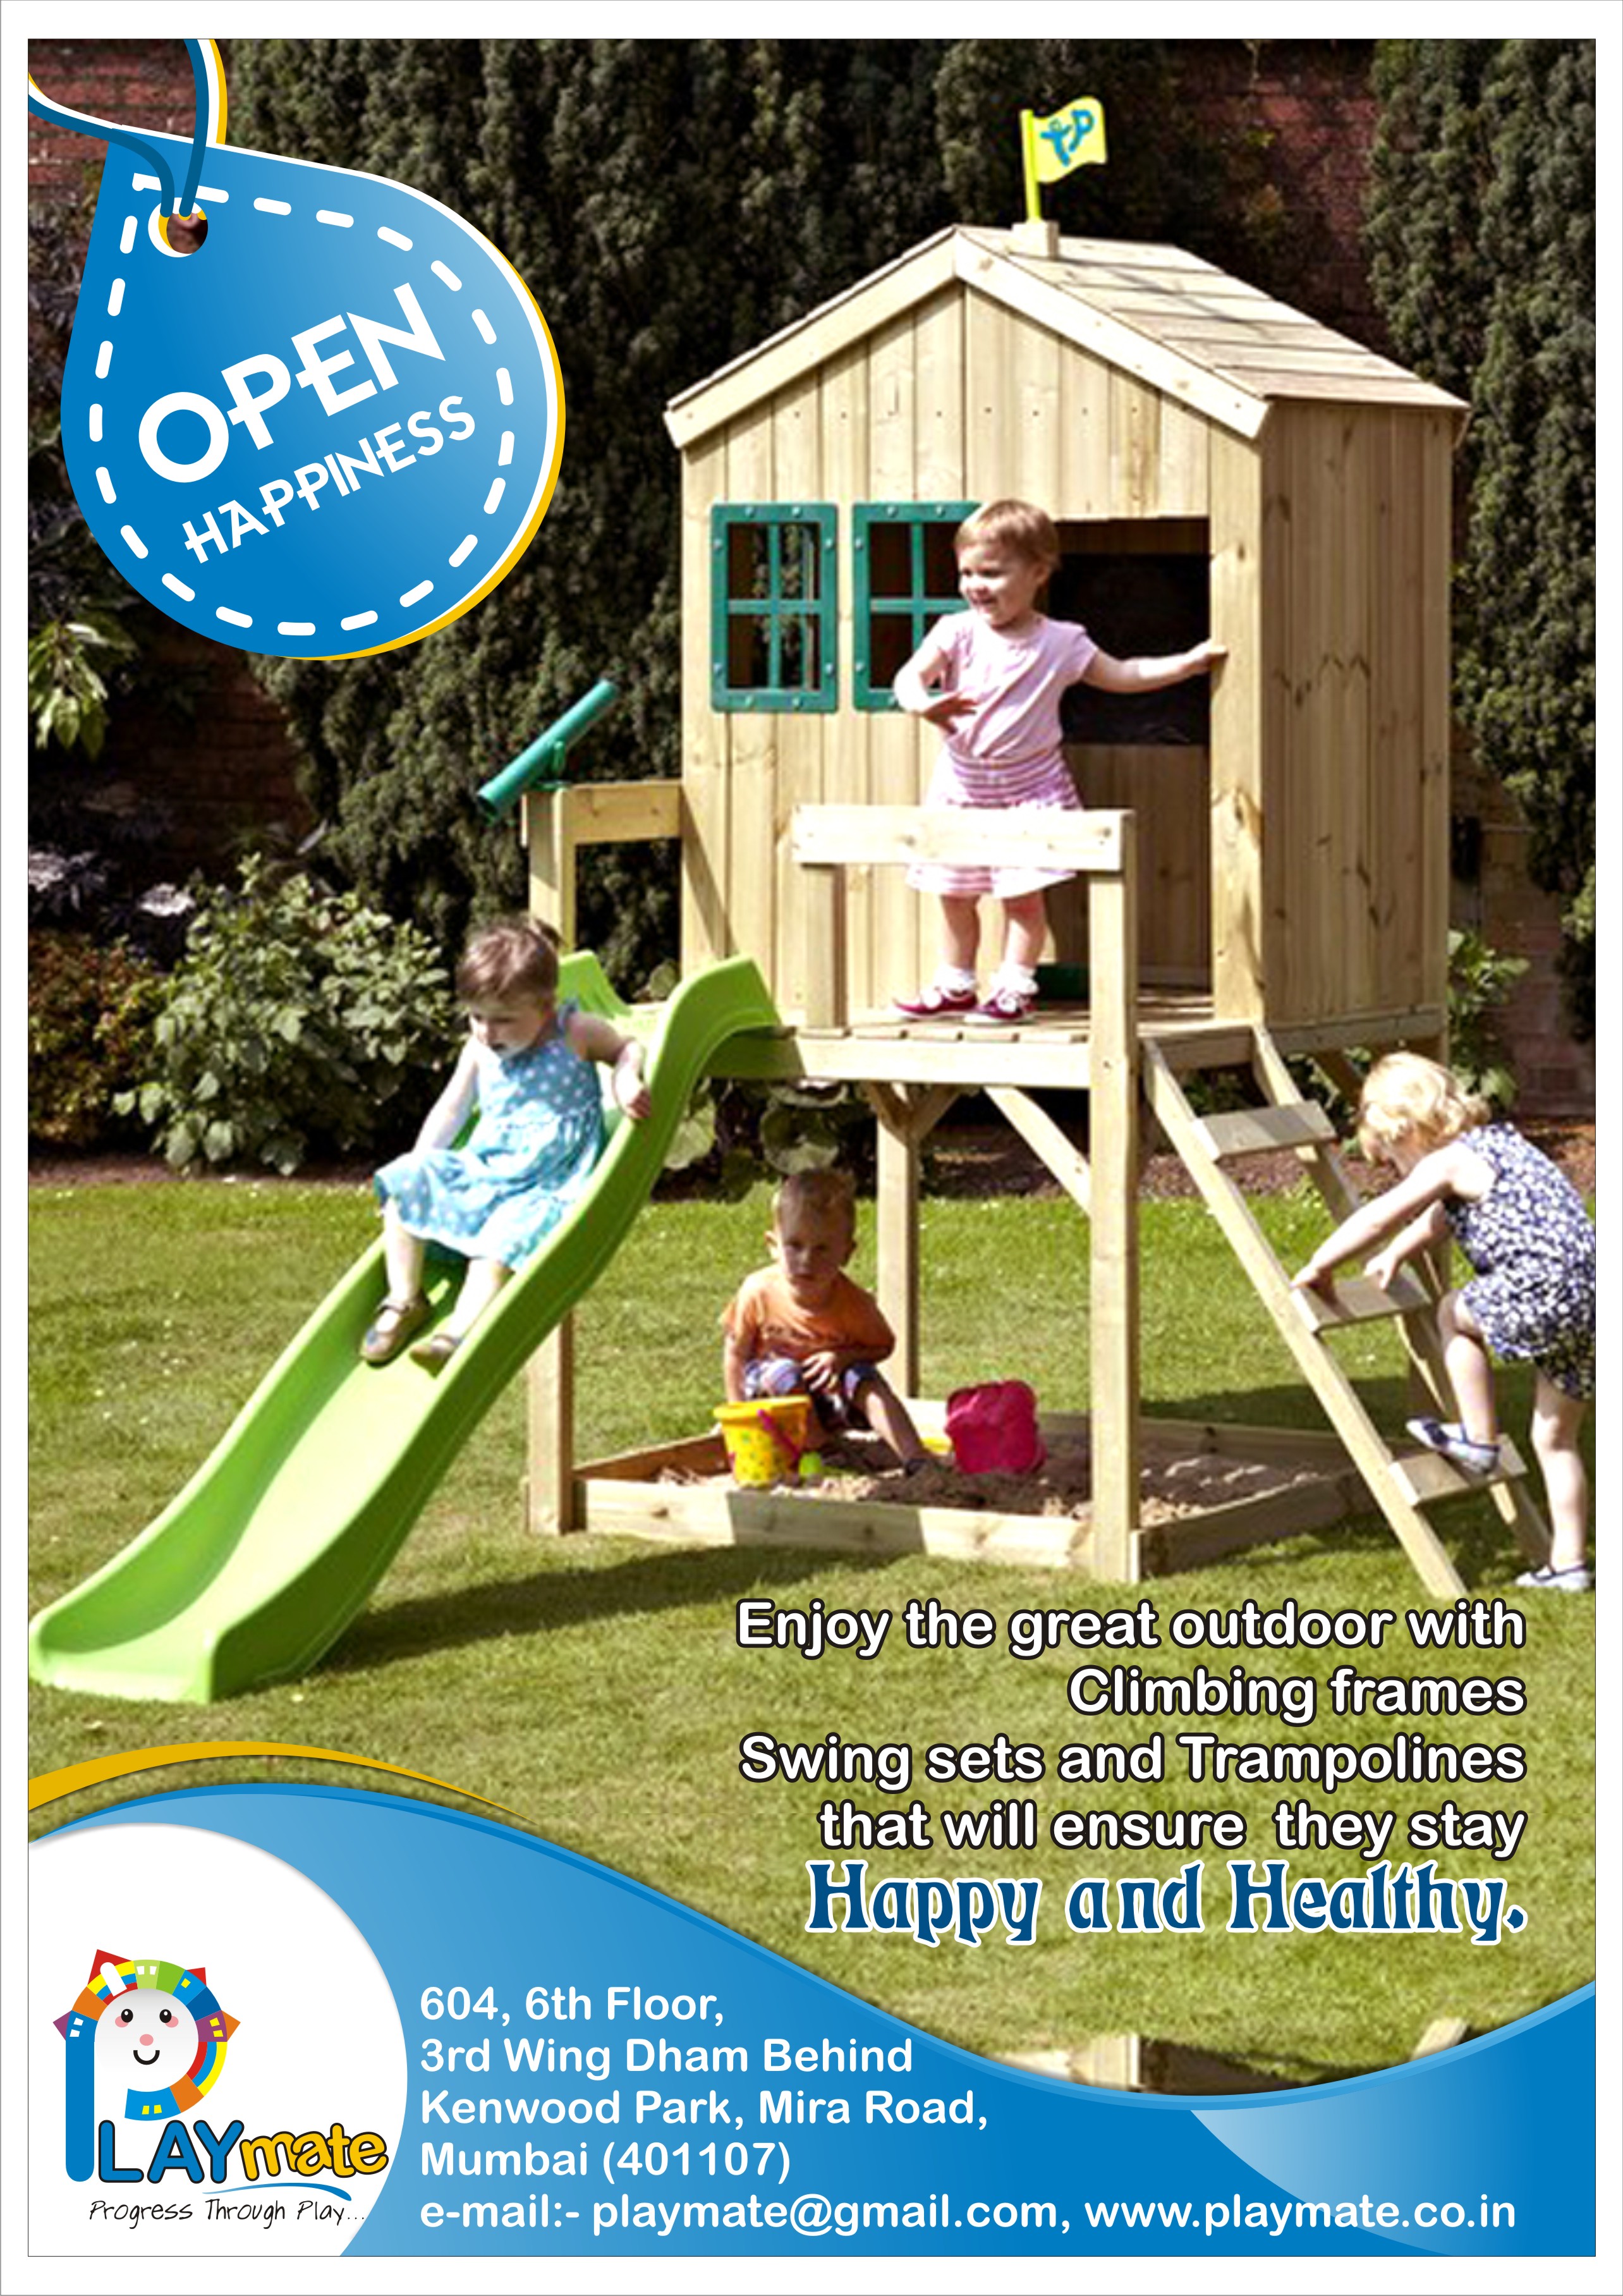 OPEN
HAPPINESS
TP
Enjoy the great outdoor with
Climbing frames
Swing sets and Trampolines
that will ensure  they stay
Happy and Healthy.
604, 6th Floor,
3rd Wing Dham Behind
Kenwood Park, Mira Road,
Mumbai (401107)
e-mail:- playmate@gmail.com, www.playmate.co.in
PLAYmate
Progress Through Play...